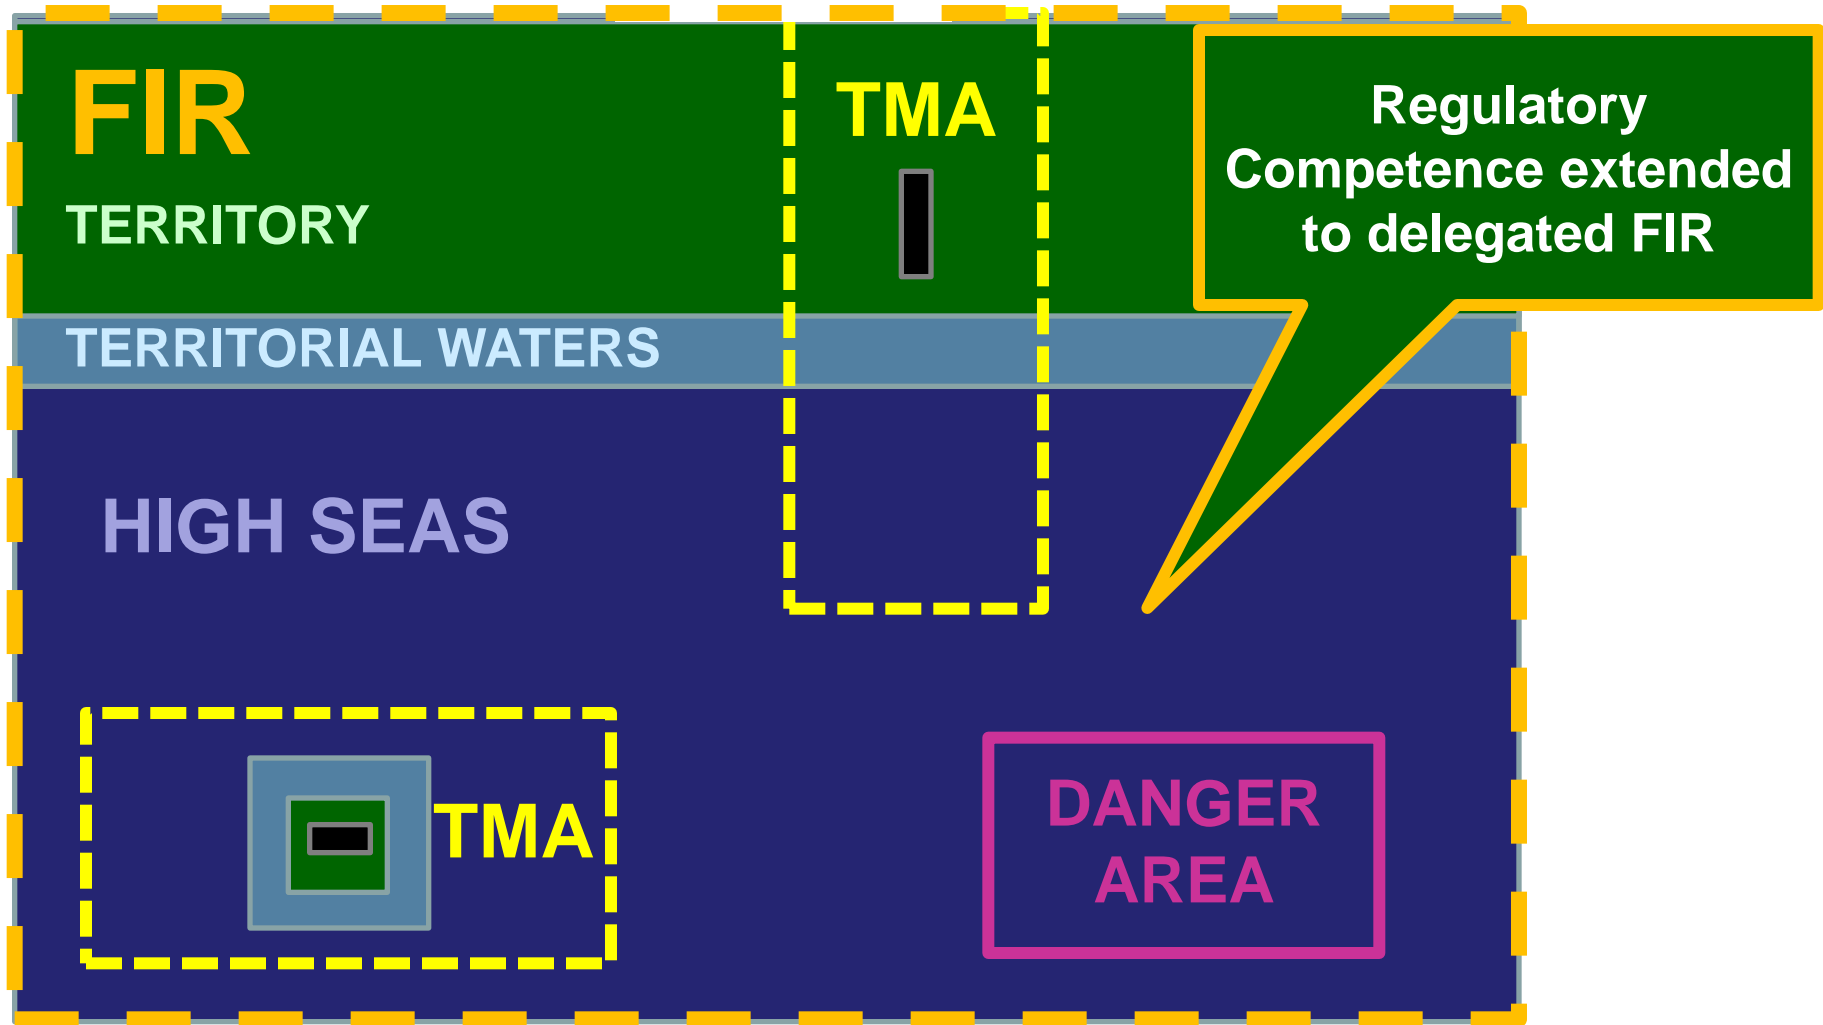 FIR
TMA
TERRITORY
Regulatory
Competence extended
to delegated FIR
TERRITORIAL WATERS
HIGH SEAS
TMA
DANGER
AREA